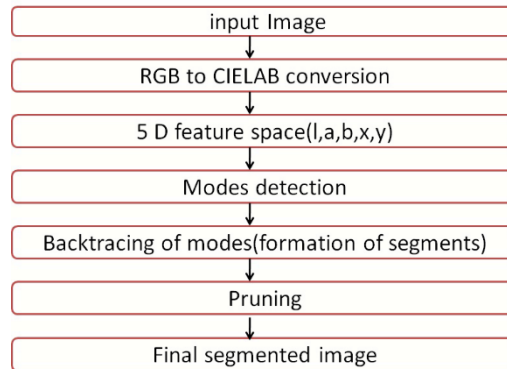 input Image
RGB to CIELAB conversion
5 D feature space(l,a,b,x,y)
Modes detection
Backtracing of modes(formation of segments)
Pruning
Final segmented image